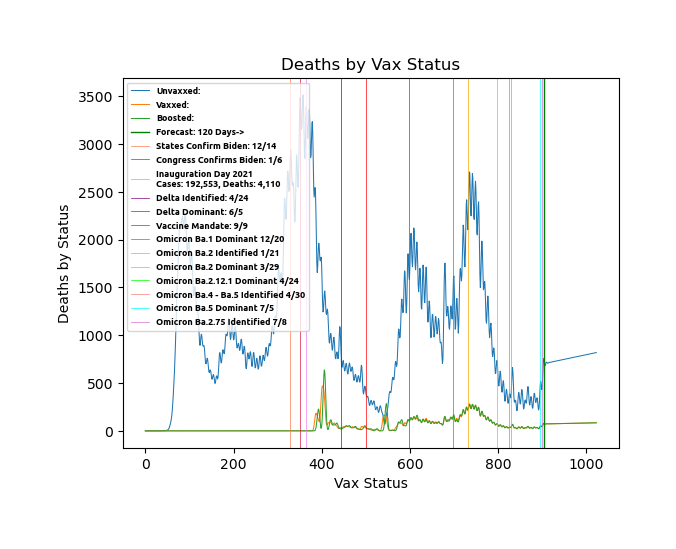 Deaths by Vax Status
Deaths by Status
3500
3000
2500
2000
1500
1000
500
0
Unvaxxed:
Vaxxed:
Boosted:
Forecast: 120 Days->
States Confirm Biden: 12/14
Congress Confirms Biden: 1/6
Inauguration Day 2021
Cases: 192,553, Deaths: 4,110
Delta Identified: 4/24
Delta Dominant: 6/5
Vaccine Mandate: 9/9
Omicron Ba.1 Dominant 12/20
Omicron Ba.2 Identified 1/21
Omicron Ba.2 Dominant 3/29
Omicron Ba.2.12.1 Dominant 4/24
Omicron Ba.4 - Ba.5 Identified 4/30
Omicron Ba.5 Dominant 7/5
Omicron Ba.2.75 Identified 7/8
0 200 400 600 800 1000
Vax Status